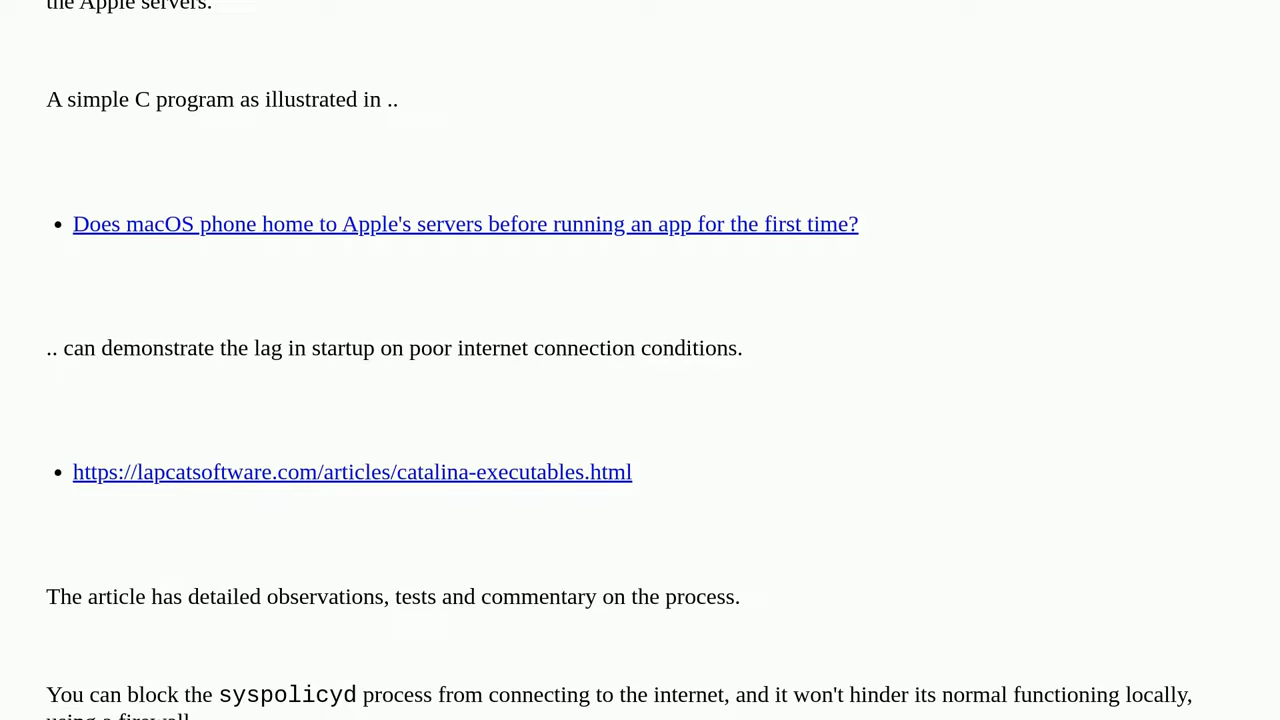 the Apple servers.
A simple C program as illustrated in ..
• Does macOS phone home to Apple's servers before running an app for the first time?
.. can demonstrate the lag in startup on poor internet connection conditions.
• https://lapcatsoftware.com/articles/catalina-executables.html
The article has detailed observations, tests and commentary on the process.
You can block the syspolicyd process from connecting to the internet, and it won't hinder its normal functioning locally,
using a firewall